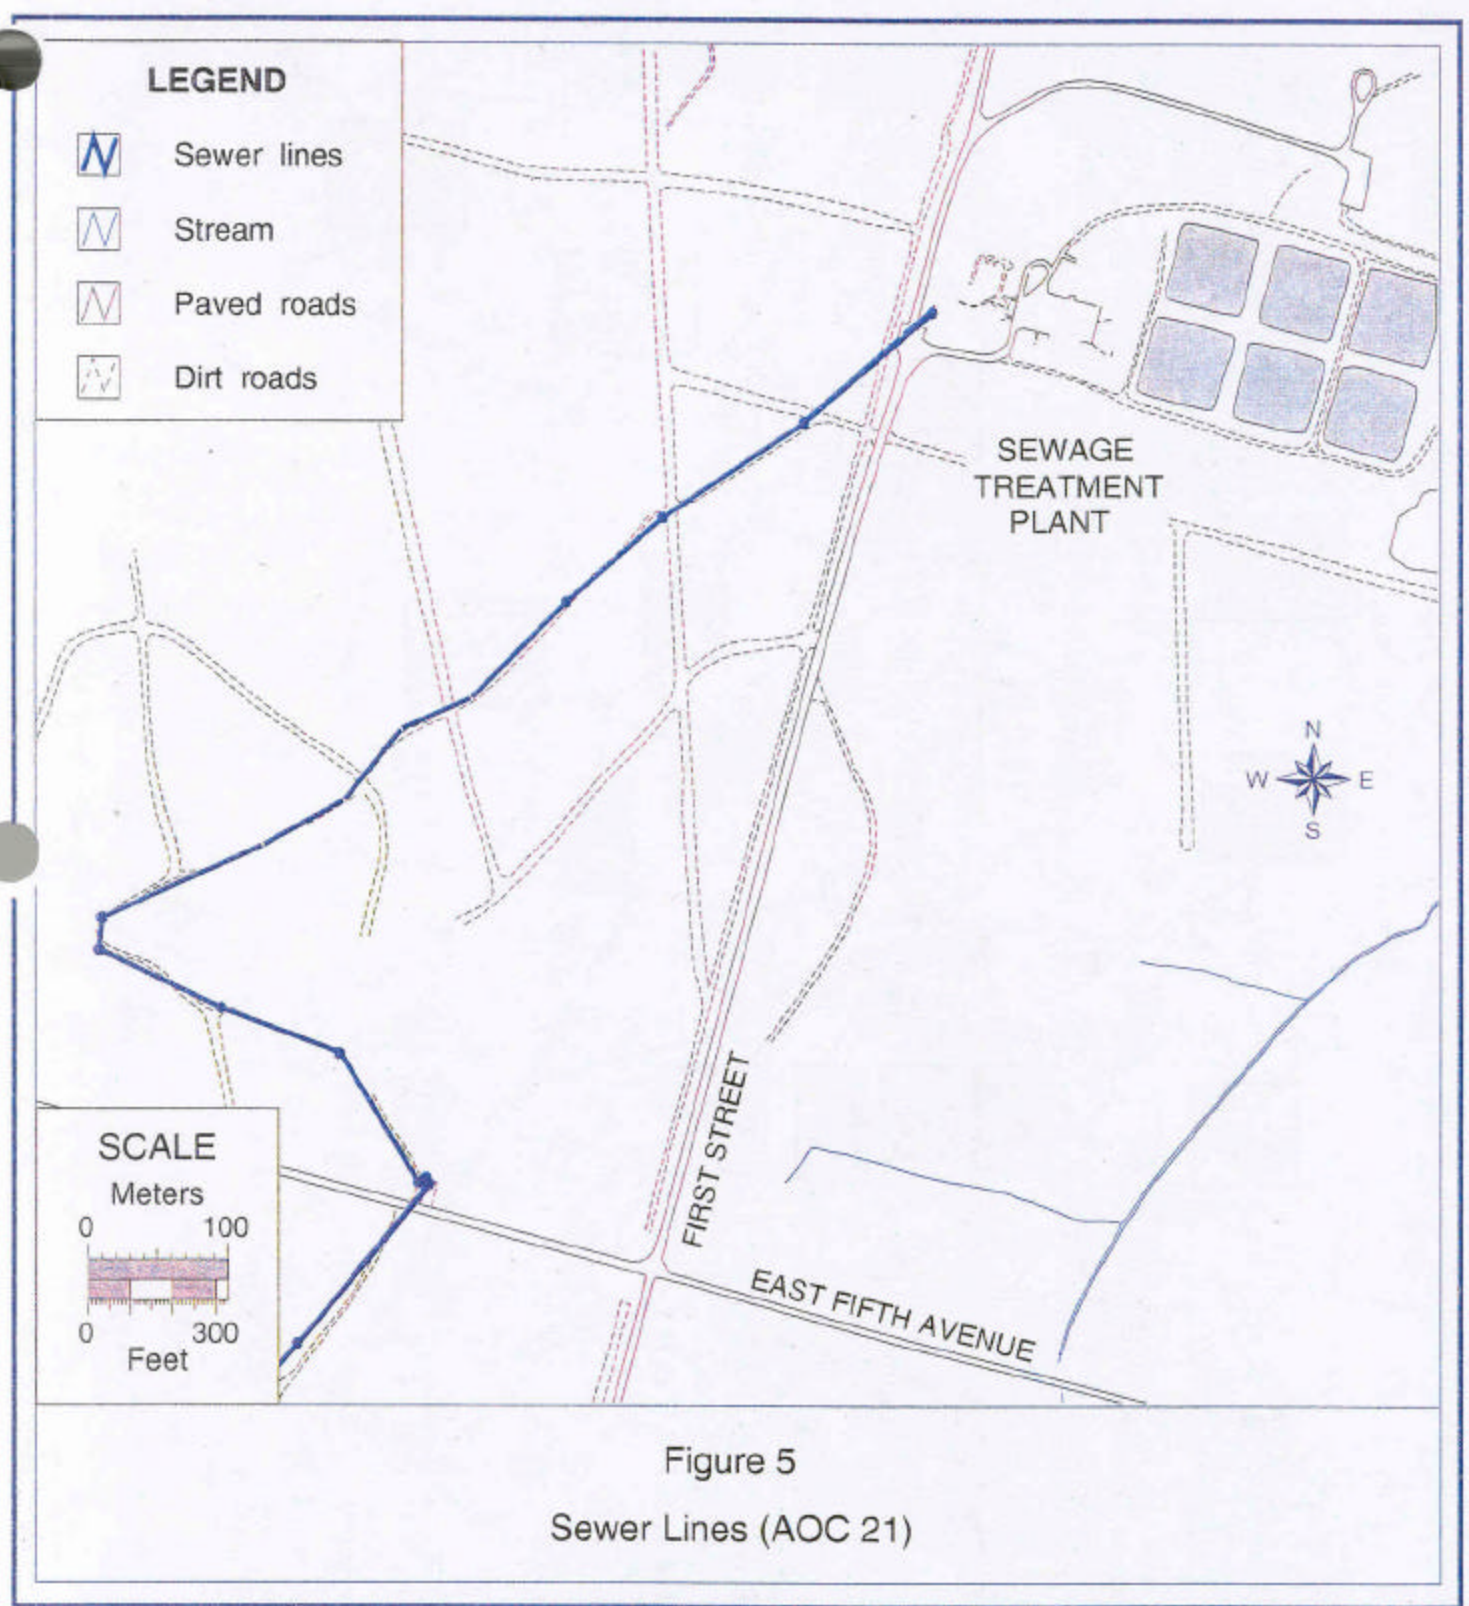 LEGEND
Sewer lines
Stream
Paved roads
Dirt roads
SEWAGE
TREATMENT
PLANT
N
W E
S
FIRST STREET
EAST FIFTH AVENUE
SCALE
Meters
0 100
0 300
Feet
Figure 5
Sewer Lines (AOC 21)